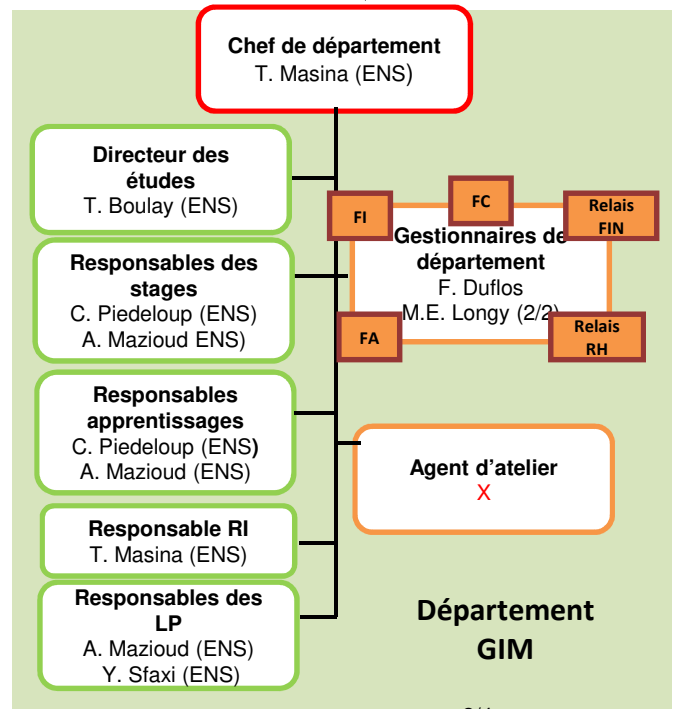 Chef de département
T. Masina (ENS)
Directeur des
études
T. Boulay (ENS)
Responsables des
stages
C. Piedeloup (ENS)
A. Mazioud ENS)
Responsables
apprentissages
C. Piedeloup (ENS)
A. Mazioud (ENS)
Responsable RI
T. Masina (ENS)
Responsables des
LP
A. Mazioud (ENS)
Y. Sfaxi (ENS)
FI
FC
Relais
FIN
Gestionnaires de
département
F. Duflos
M.E. Longy (2/2)
FA
Relais
RH
Agent d’atelier
X
Département
GIM